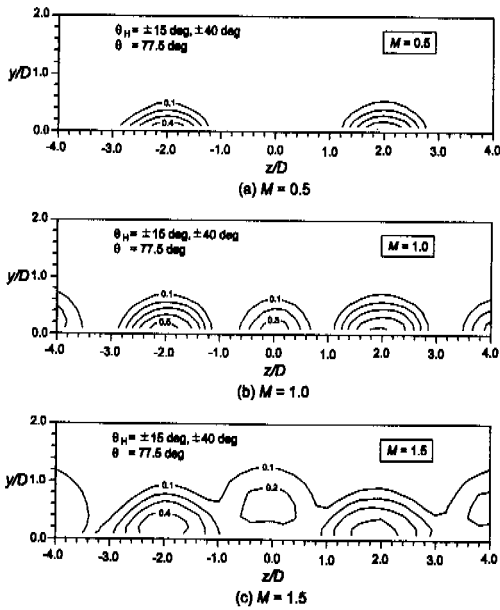 2.0
θH = ±15 deg, ±40 deg
θ = 77.5 deg
M = 0.5
y/D 1.0
0.1
0.4
0.0
-4.0 -3.0 -2.0 -1.0 0.0 1.0 2.0 3.0 4.0
z/D
(a) M = 0.5
2.0
θH = ±15 deg, ±40 deg
θ = 77.5 deg
M = 1.0
y/D 1.0
0.1 0.1 0.1
0.5 0.5
0.0
-4.0 -3.0 -2.0 -1.0 0.0 1.0 2.0 3.0 4.0
z/D
(b) M = 1.0
2.0
θH = ±15 deg, ±40 deg
θ = 77.5 deg
M = 1.5
y/D 1.0
0.1 0.1 0.1
0.2
0.4
0.0
-4.0 -3.0 -2.0 -1.0 0.0 1.0 2.0 3.0 4.0
z/D
(c) M = 1.5